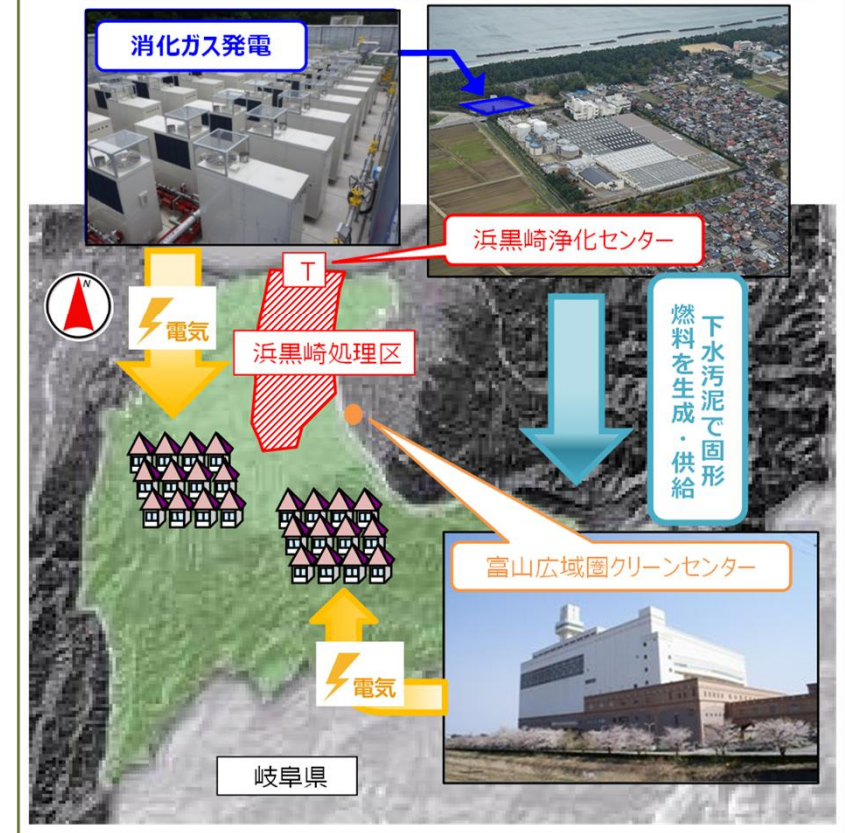 消化ガス発電
浜黒崎浄化センター
T
N
電気
浜黒崎処理区
下水汚泥で固形
燃料を生成・供給
富山広域圏クリーンセンター
電気
岐阜県